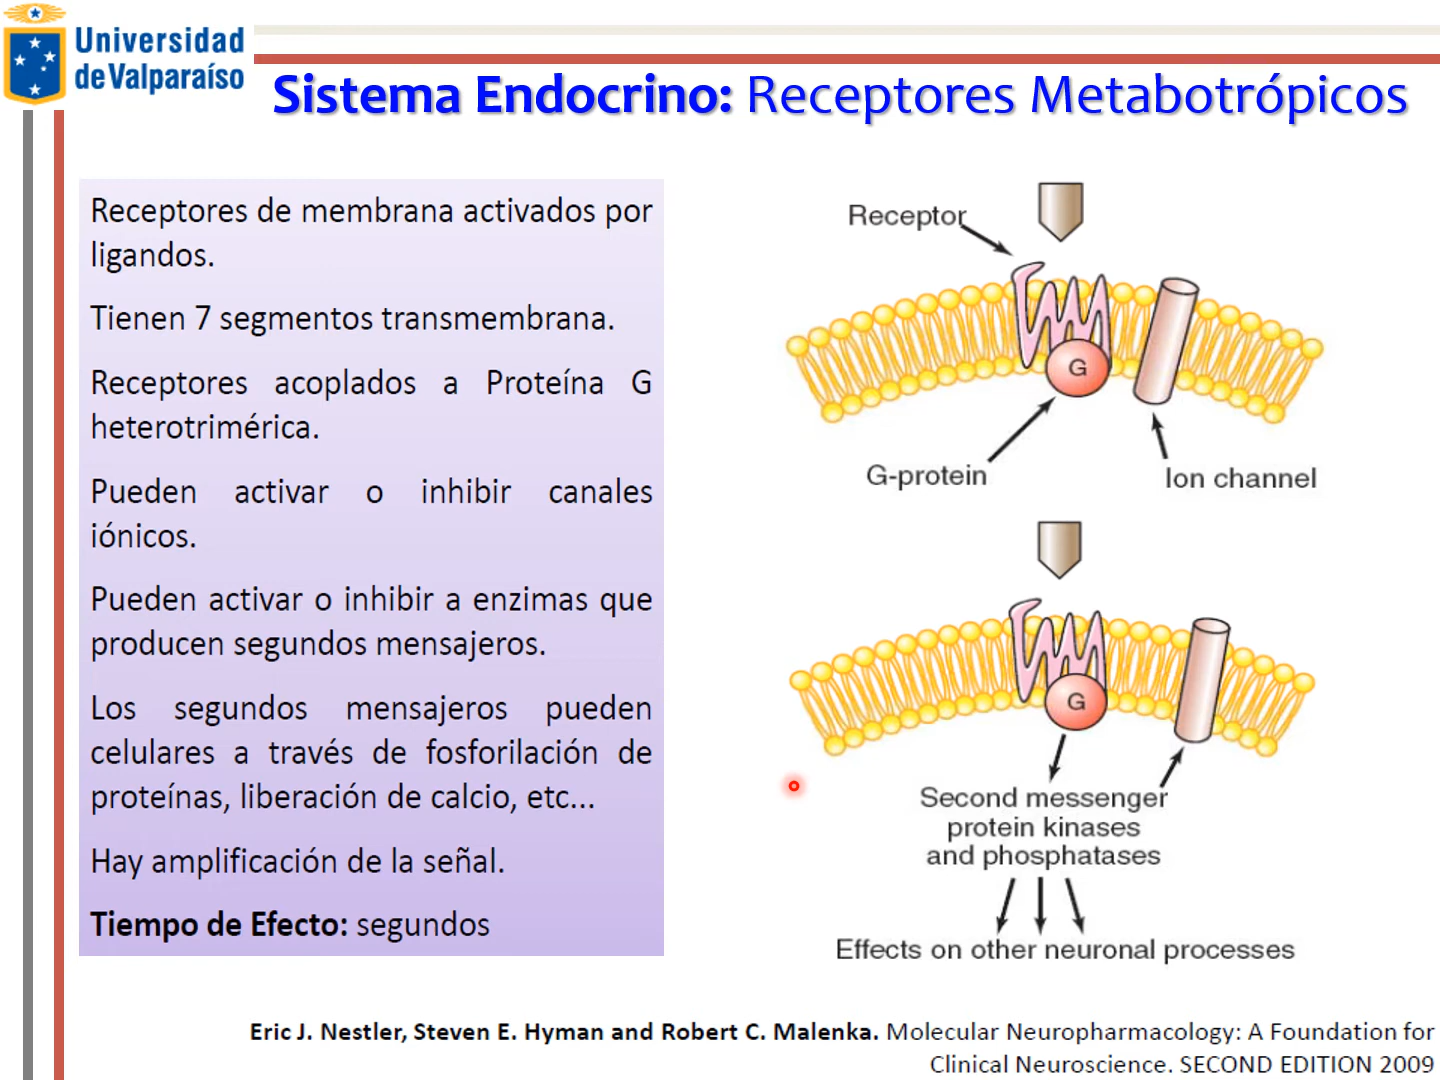 Universidad
de Valparaíso
Sistema Endocrino: Receptores Metabotrópicos
Receptores de membrana activados por
ligandos.
Tienen 7 segmentos transmembrana.
Receptores acoplados a Proteína G
heterotrimérica.
Pueden activar o inhibir canales
iónicos.
Pueden activar o inhibir a enzimas que
producen segundos mensajeros.
Los segundos mensajeros pueden
celulares a través de fosforilación de
proteínas, liberación de calcio, etc...
Hay amplificación de la señal.
Tiempo de Efecto: segundos
Receptor
G
G-protein
Ion channel
G
Second messenger
protein kinases
and phosphatases
Effects on other neuronal processes
Eric J. Nestler, Steven E. Hyman and Robert C. Malenka. Molecular Neuropharmacology: A Foundation for
Clinical Neuroscience. SECOND EDITION 2009